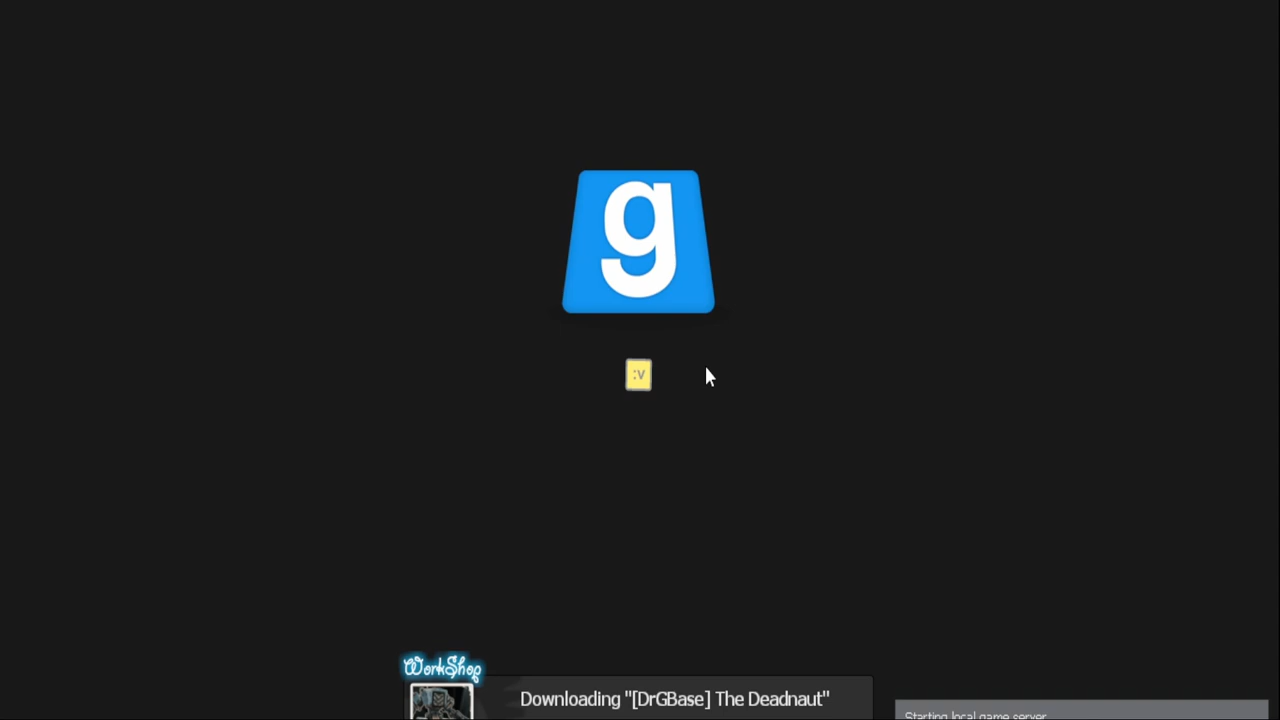 g
:v
WorkShop
Downloading "[DrGBase] The Deadnaut"
Starting local game server